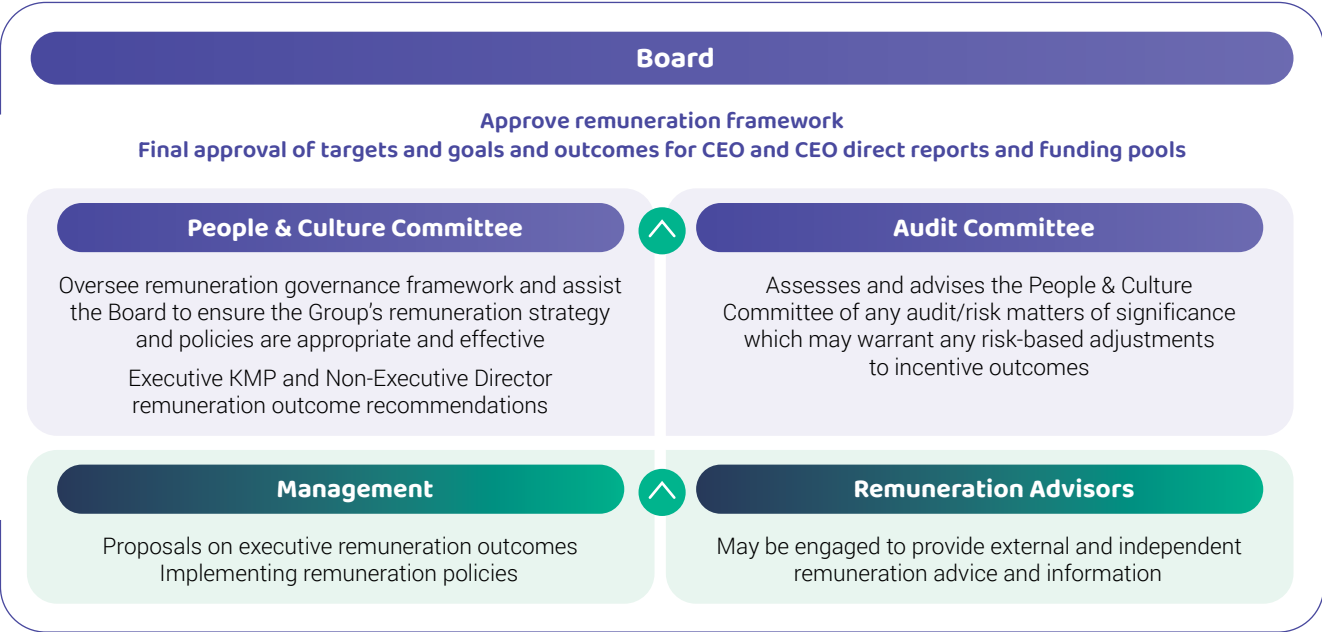 Board
Approve remuneration framework
Final approval of targets and goals and outcomes for CEO and CEO direct reports and funding pools
People & Culture Committee
Oversee remuneration governance framework and assist
the Board to ensure the Group’s remuneration strategy
and policies are appropriate and effective
Executive KMP and Non-Executive Director
remuneration outcome recommendations
Audit Committee
Assesses and advises the People & Culture
Committee of any audit/risk matters of significance
which may warrant any risk-based adjustments
to incentive outcomes
Management
Proposals on executive remuneration outcomes
Implementing remuneration policies
Remuneration Advisors
May be engaged to provide external and independent
remuneration advice and information